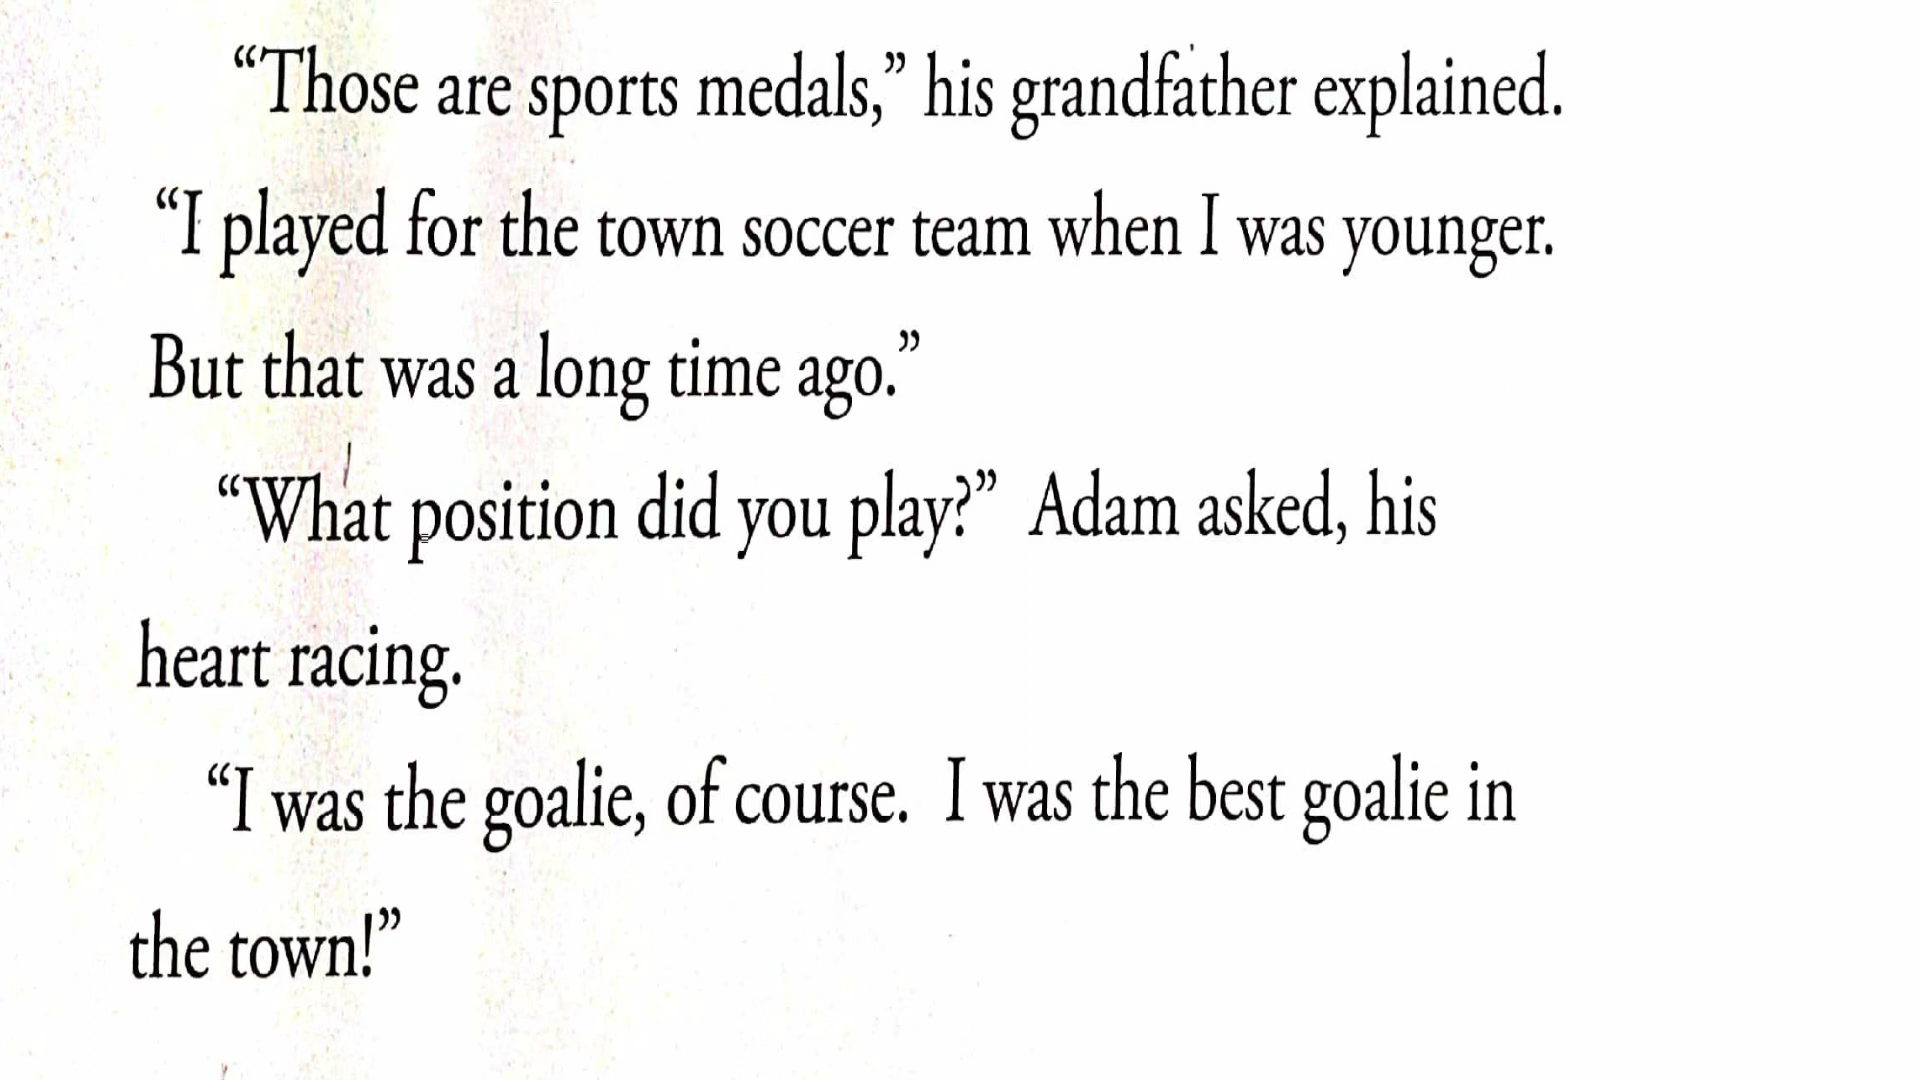 “Those are sports medals,” his grandfather explained.
“I played for the town soccer team when I was younger.
But that was a long time ago.”
“What position did you play?”  Adam asked, his
heart racing.
“I was the goalie, of course.  I was the best goalie in
the town!”